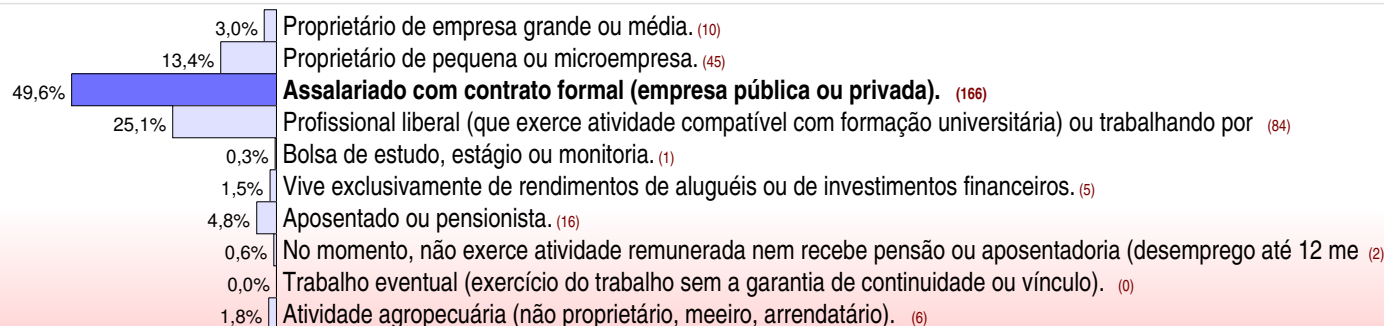 3,0% Proprietário de empresa grande ou média. (10)
13,4% Proprietário de pequena ou microempresa. (45)
49,6% Assalariado com contrato formal (empresa pública ou privada). (166)
25,1% Profissional liberal (que exerce atividade compatível com formação universitária) ou trabalhando por (84)
0,3% Bolsa de estudo, estágio ou monitoria. (1)
1,5% Vive exclusivamente de rendimentos de aluguéis ou de investimentos financeiros. (5)
4,8% Aposentado ou pensionista. (16)
0,6% No momento, não exerce atividade remunerada nem recebe pensão ou aposentadoria (desemprego até 12 me (2)
0,0% Trabalho eventual (exercício do trabalho sem a garantia de continuidade ou vínculo). (0)
1,8% Atividade agropecuária (não proprietário, meeiro, arrendatário). (6)